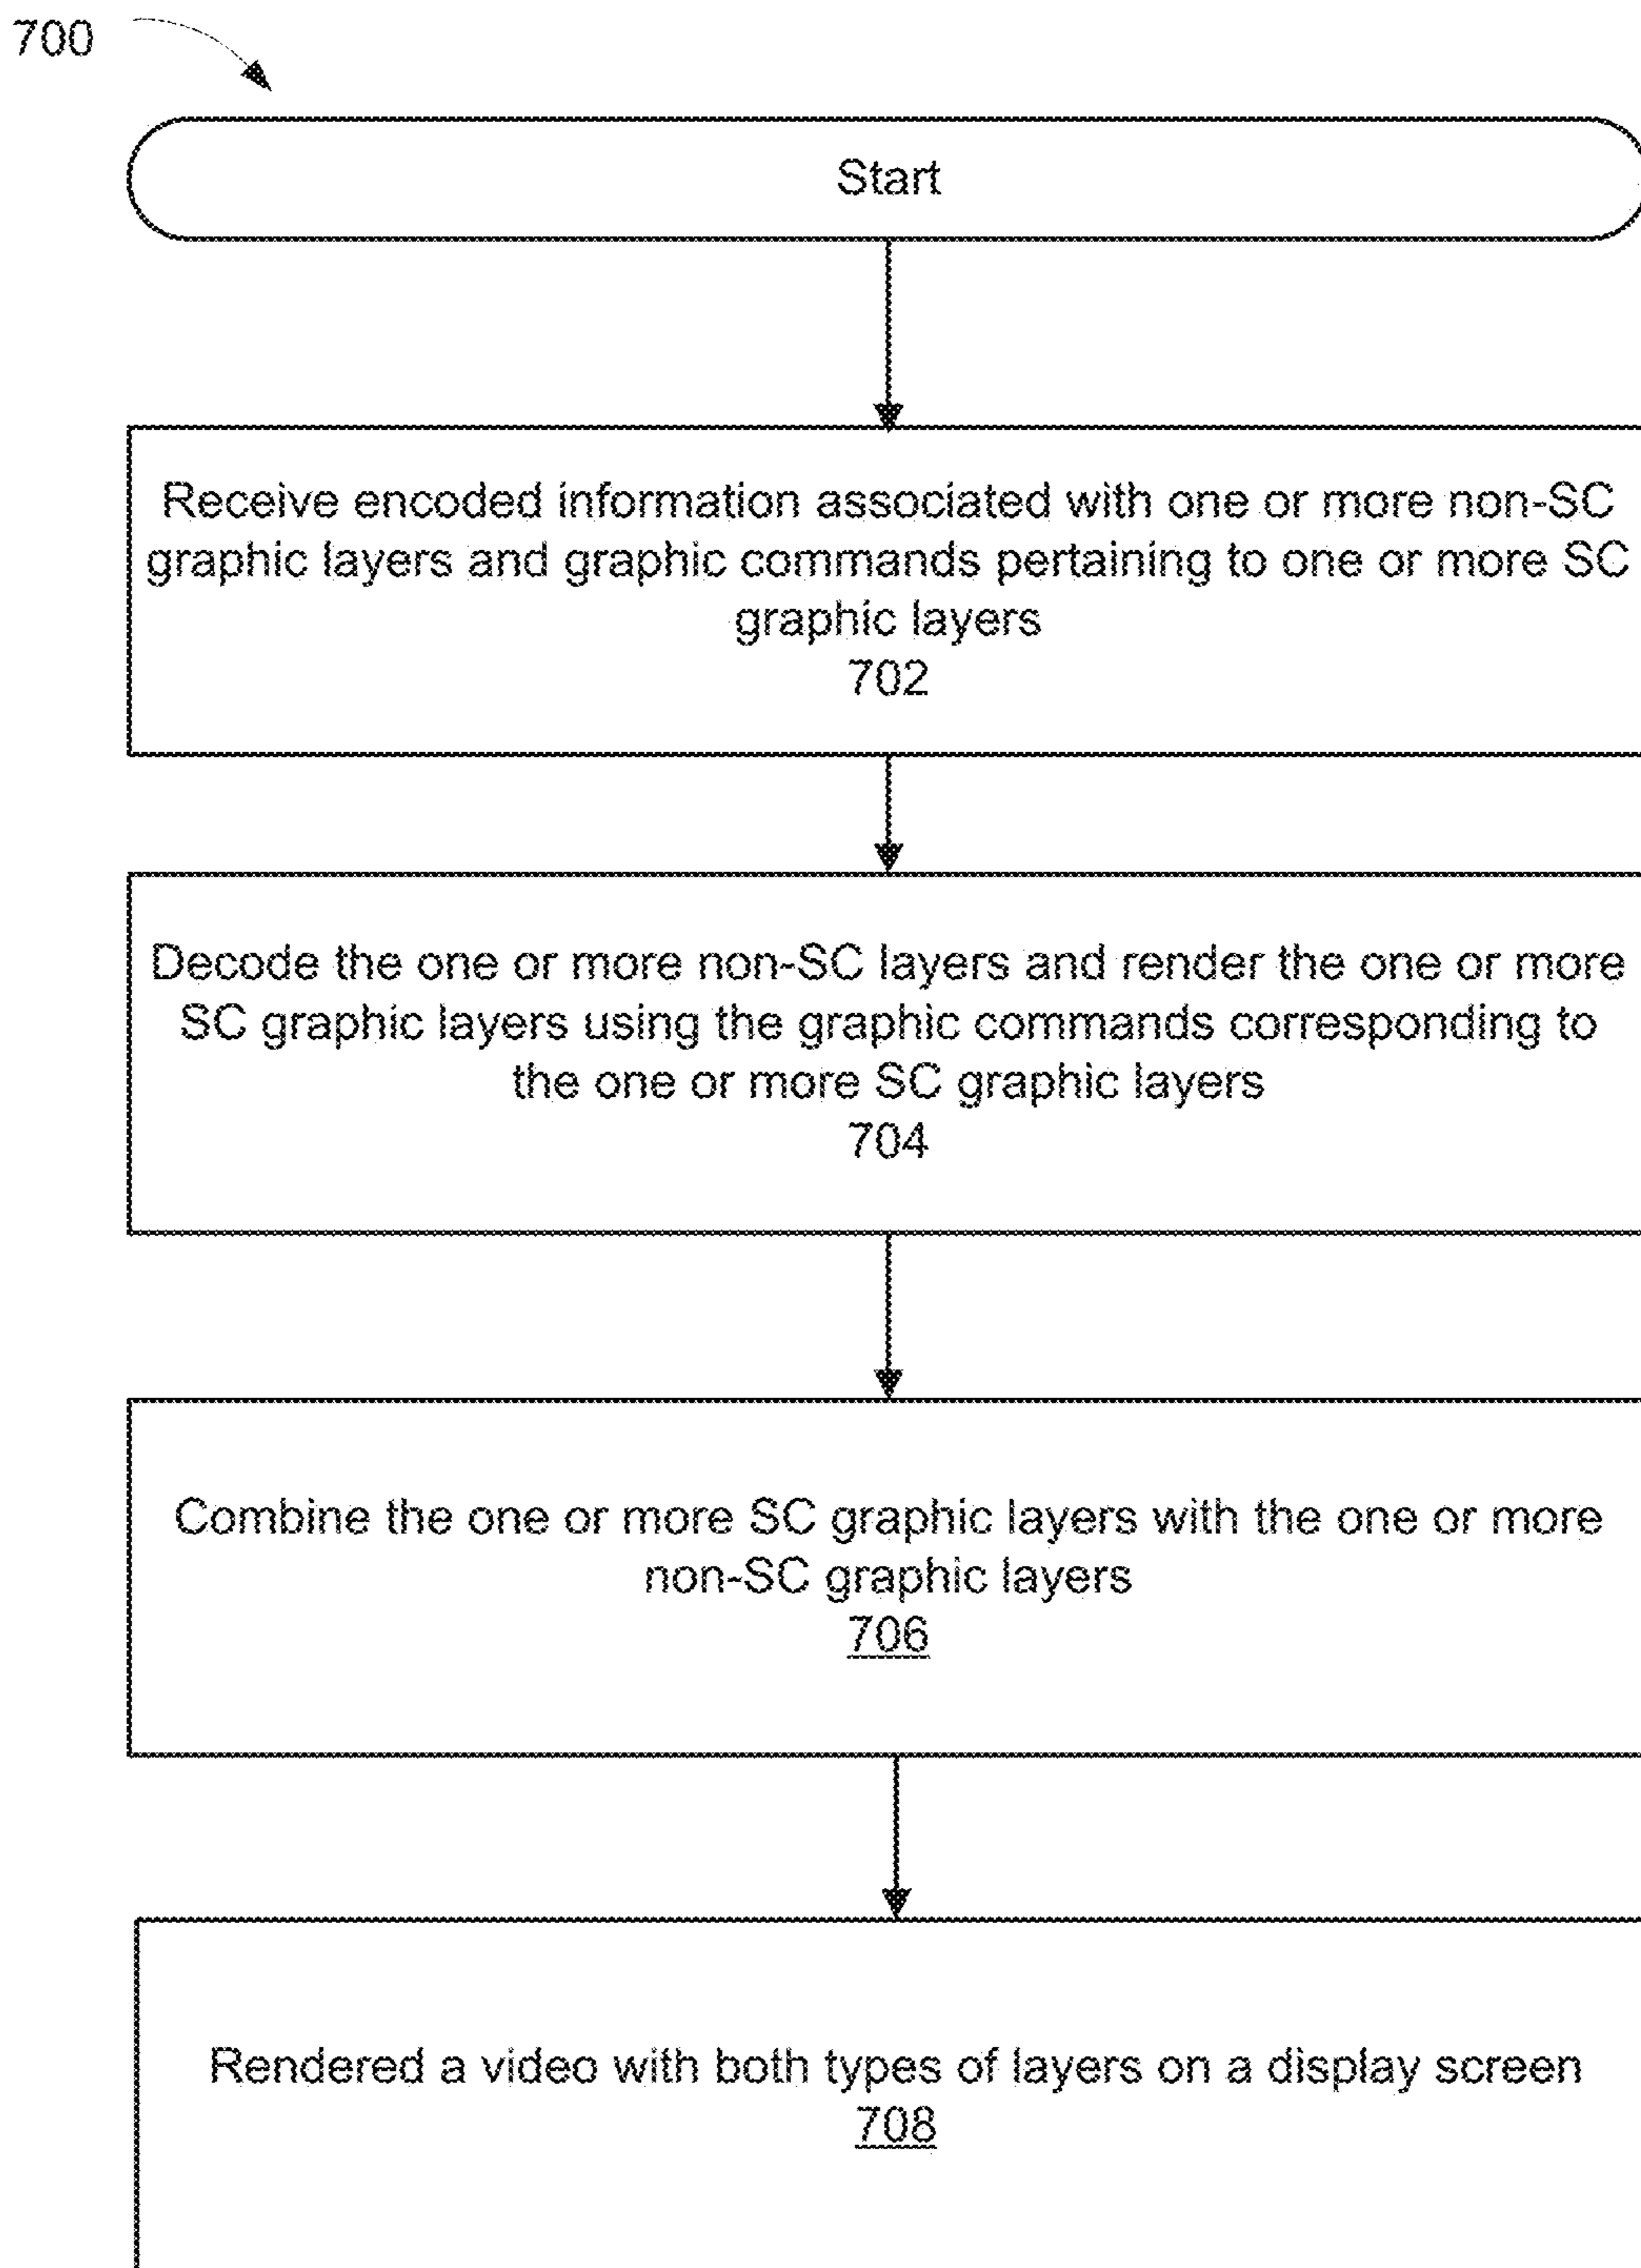 700
Start
Receive encoded information associated with one or more non-SC
graphic layers and graphic commands pertaining to one or more SC
graphic layers
702
Decode the one or more non-SC layers and render the one or more
SC graphic layers using the graphic commands corresponding to
the one or more SC graphic layers
704
Combine the one or more SC graphic layers with the one or more
non-SC graphic layers
706
Rendered a video with both types of layers on a display screen
708